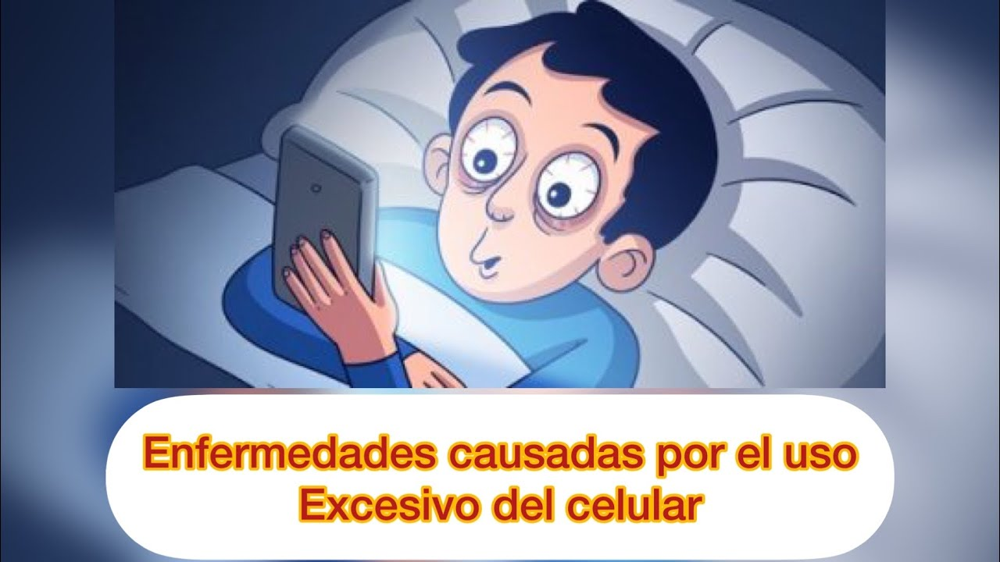 Enfermedades causadas por el uso
Excesivo del celular